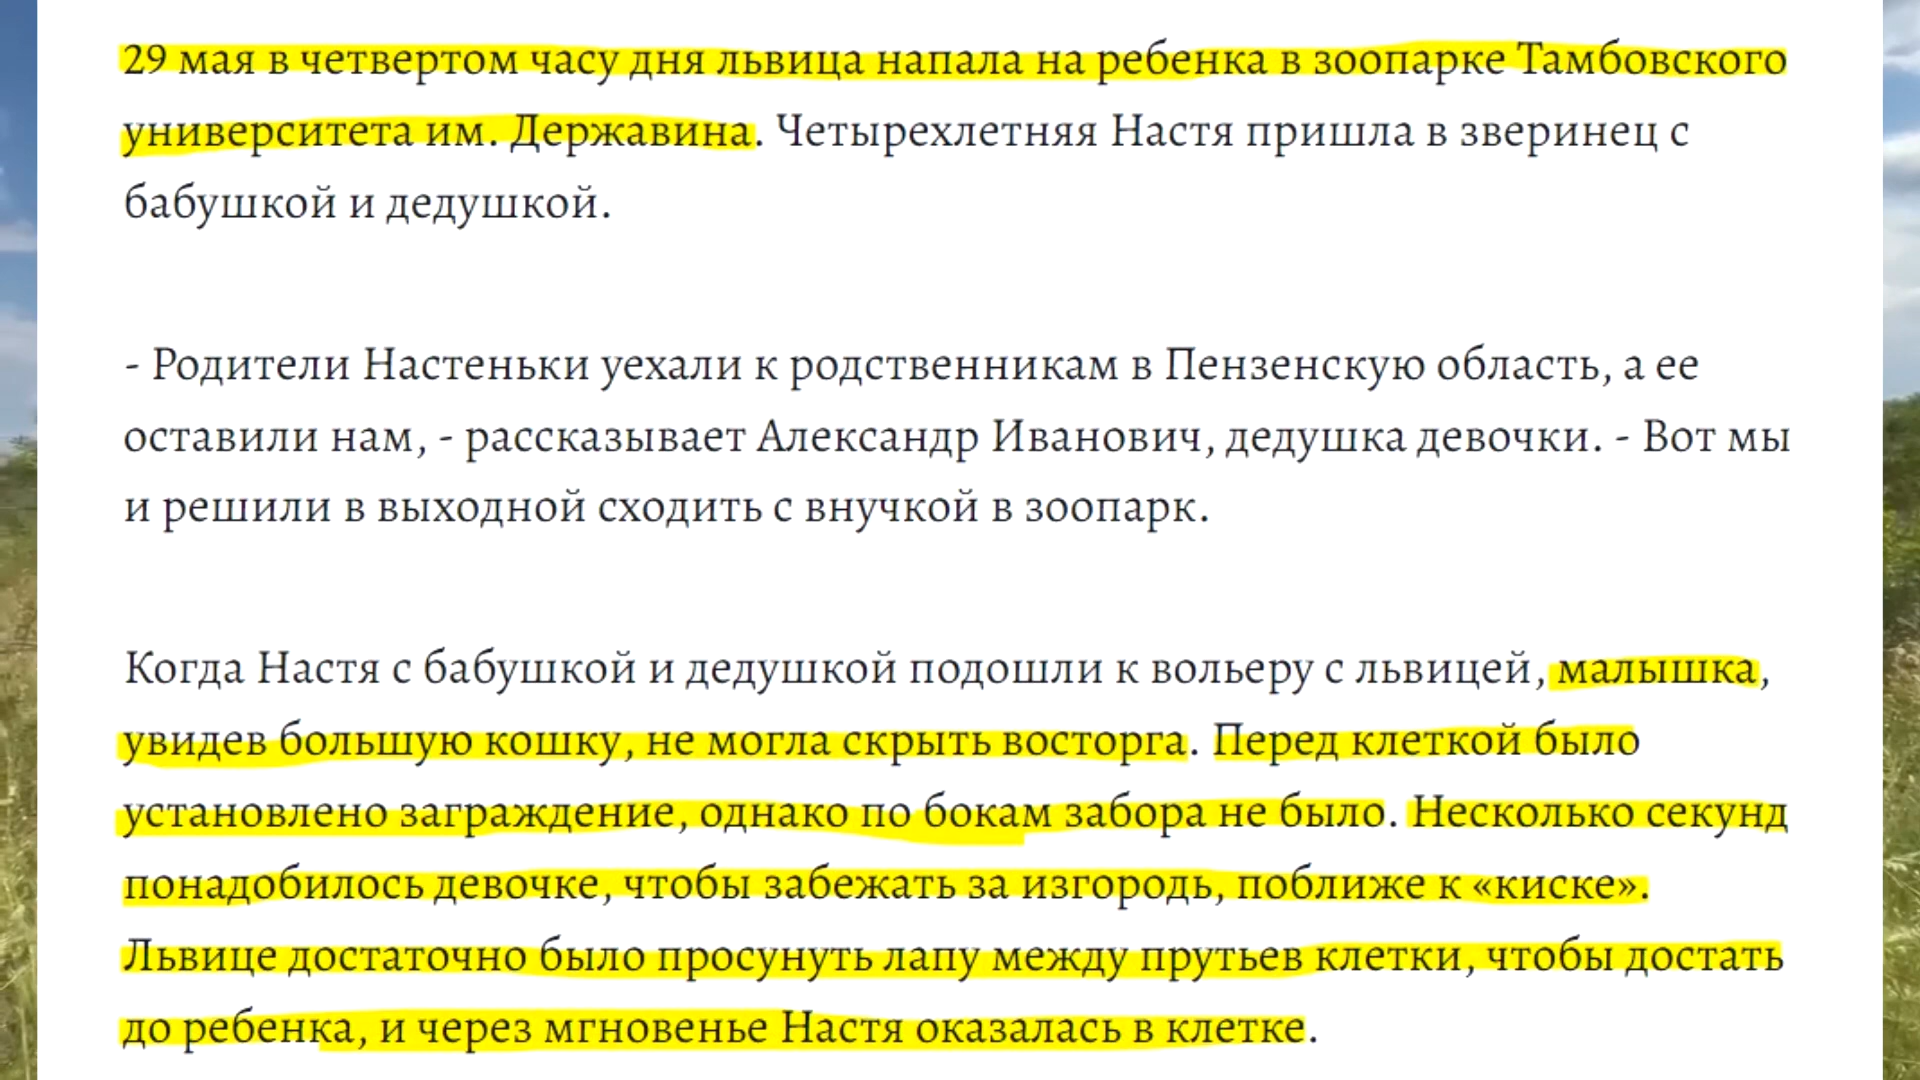 29 мая в четвертом часу дня львица напала на ребенка в зоопарке Тамбовского
университета им. Державина. Четырехлетняя Настя пришла в зверинец с
бабушкой и дедушкой.
- Родители Настеньки уехали к родственникам в Пензенскую область, а ее
оставили нам, - рассказывает Александр Иванович, дедушка девочки. - Вот мы
и решили в выходной сходить с внучкой в зоопарк.
Когда Настя с бабушкой и дедушкой подошли к вольеру с львицей, малышка,
увидев большую кошку, не могла скрыть восторга. Перед клеткой было
установлено заграждение, однако по бокам забора не было. Несколько секунд
понадобилось девочке, чтобы забежать за изгородь, поближе к «киске».
Львице достаточно было просунуть лапу между прутьев клетки, чтобы достать
до ребенка, и через мгновенье Настя оказалась в клетке.